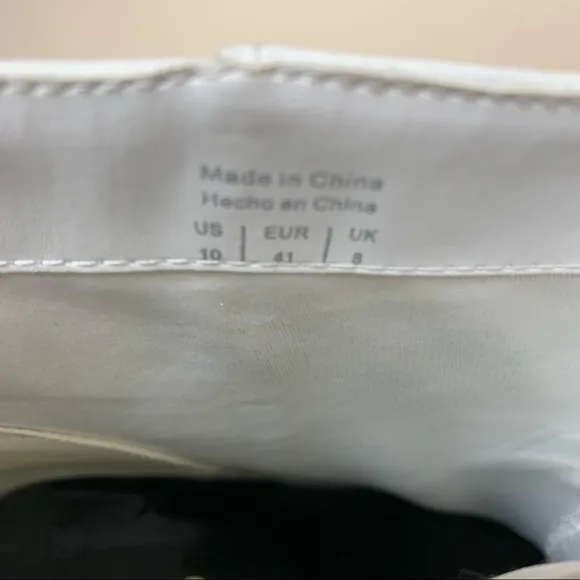 Made in China
Hecho en China
US | EUR | UK
10 | 41 | 8